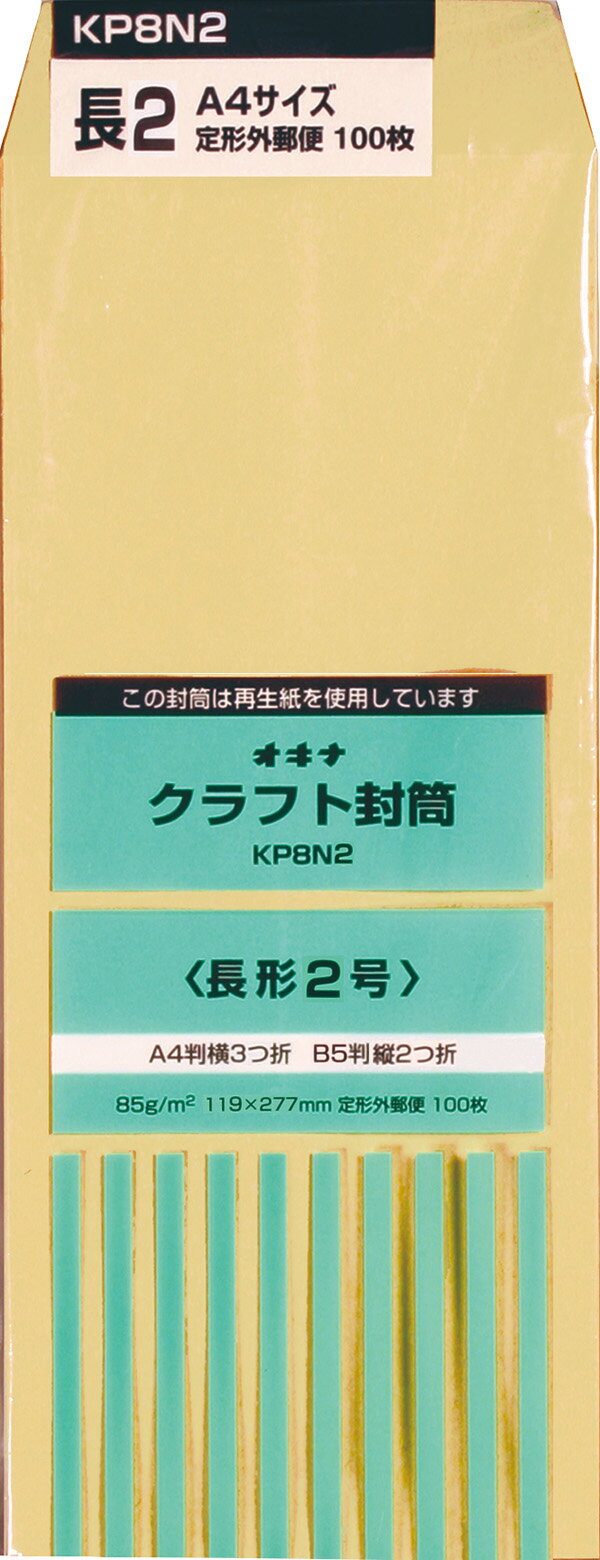 KP8N2
長2 A4サイズ
定形外郵便 100枚
この封筒は再生紙を使用しています
オキナ
クラフト封筒
KP8N2
〈長形2号〉
A4判横3つ折 B5判縦2つ折
85g/m² 119×277mm 定形外郵便 100枚